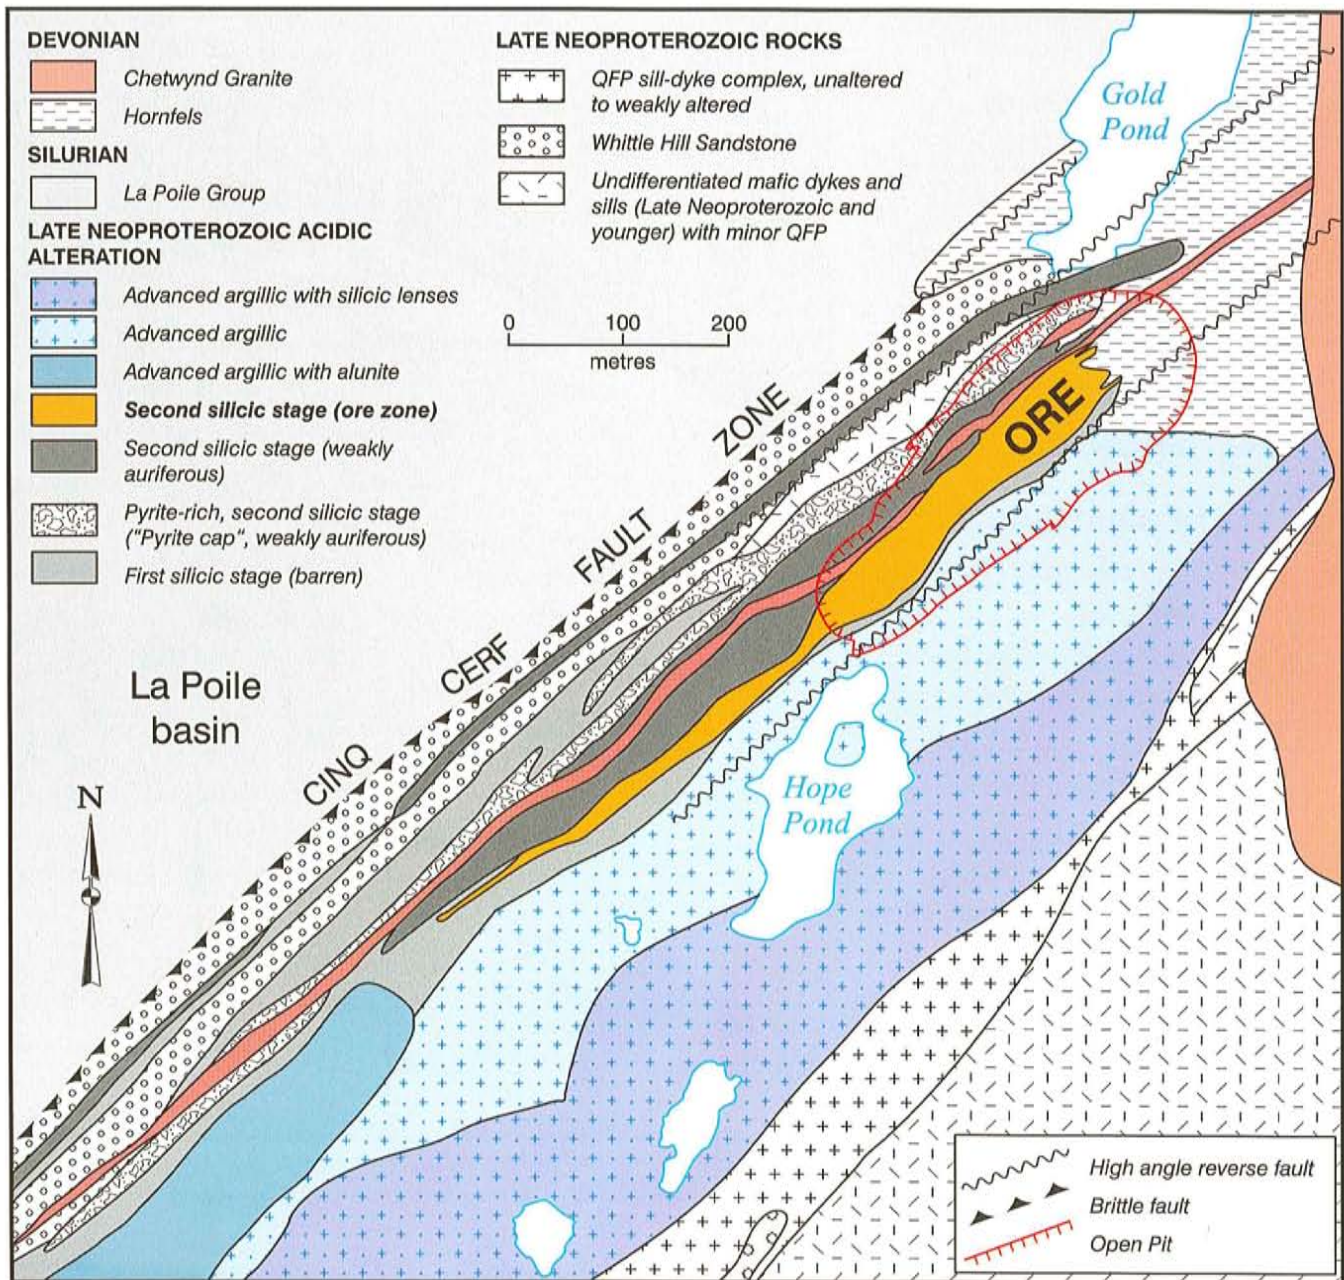 DEVONIAN
Chetwynd Granite
Hornfels
SILURIAN
La Poile Group
LATE NEOPROTEROZOIC ACIDIC
ALTERATION
Advanced argillic with silicic lenses
Advanced argillic
Advanced argillic with alunite
Second silicic stage (ore zone)
Second silicic stage (weakly
auriferous)
Pyrite-rich, second silicic stage
("Pyrite cap", weakly auriferous)
First silicic stage (barren)
LATE NEOPROTEROZOIC ROCKS
QFP sill-dyke complex, unaltered
to weakly altered
Whittle Hill Sandstone
Undifferentiated mafic dykes and
sills (Late Neoproterozoic and
younger) with minor QFP
0 100 200
metres
Gold
Pond
ORE
CINQ CERF FAULT ZONE
La Poile
basin
N
Hope
Pond
High angle reverse fault
Brittle fault
Open Pit